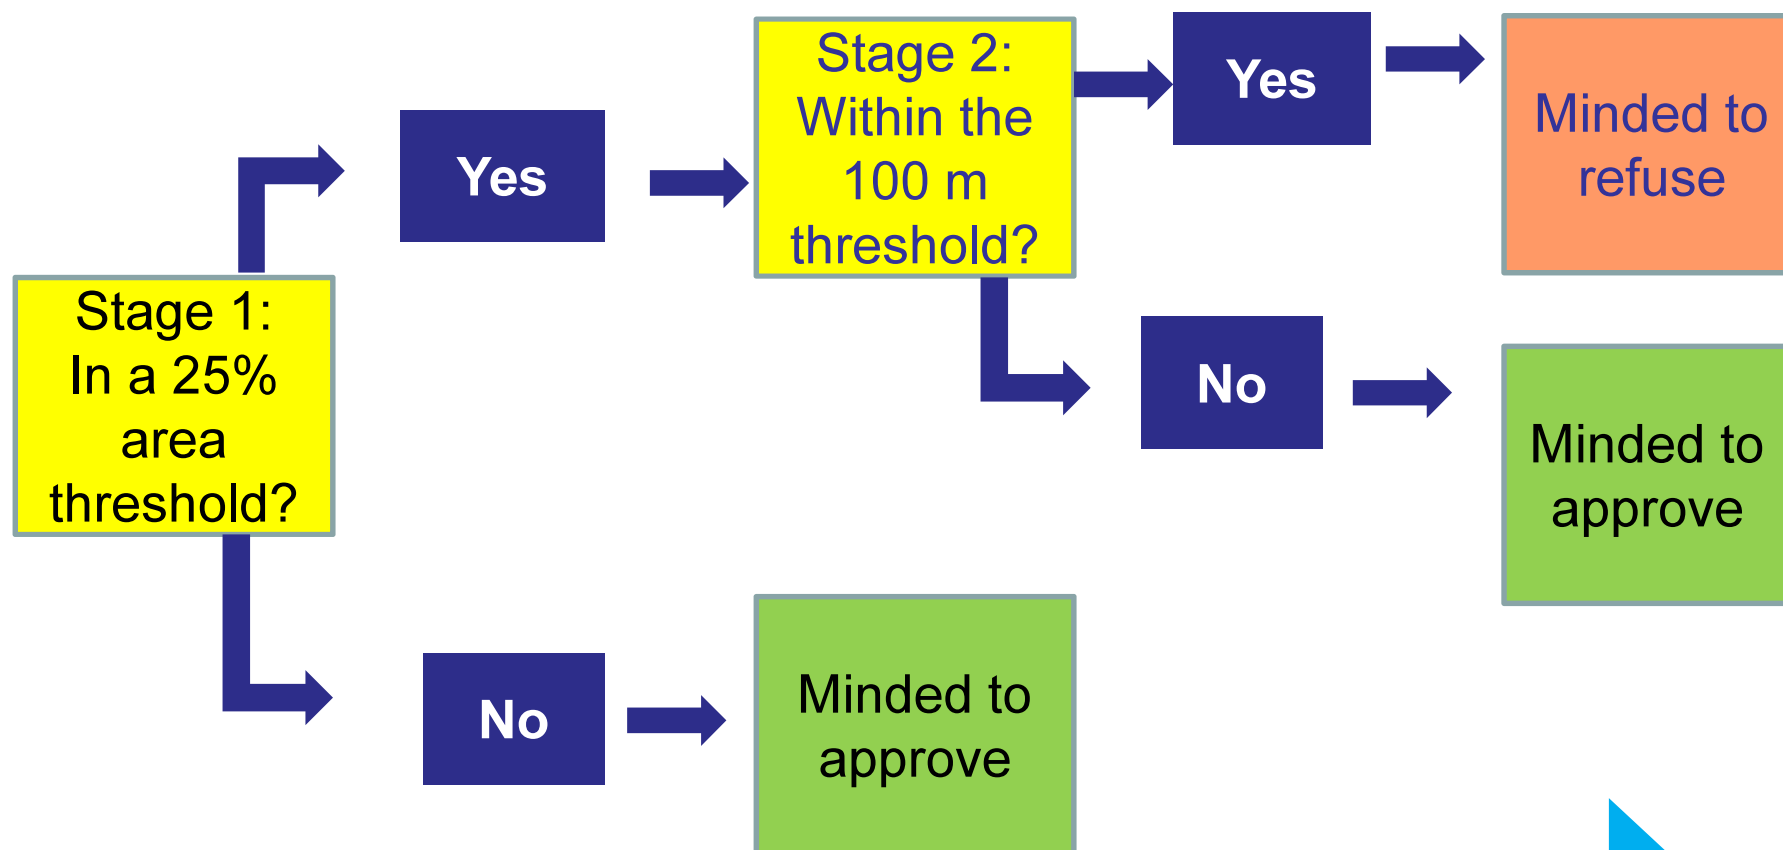 Stage 1:
In a 25%
area
threshold?
Yes
Stage 2:
Within the
100 m
threshold?
Yes
Minded to
refuse
No
Minded to
approve
No
Minded to
approve